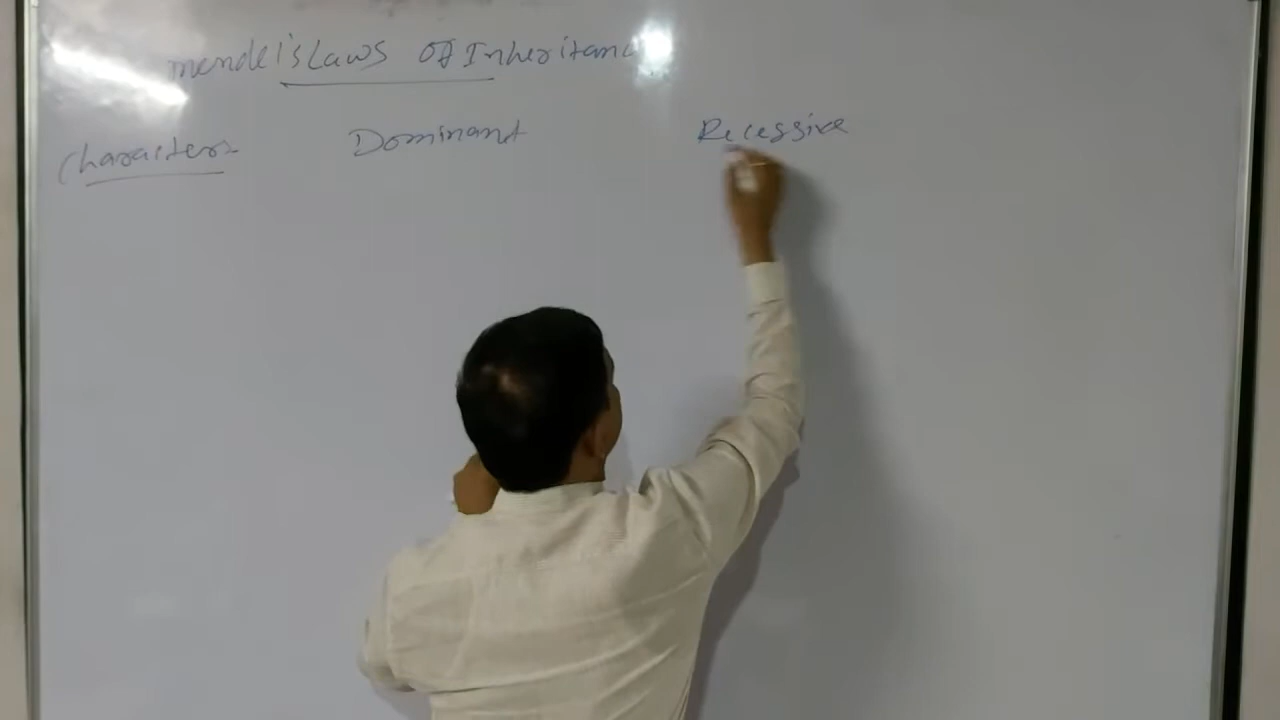 Mendel's Laws Of Inheritanc
Characters Dominant Recessive